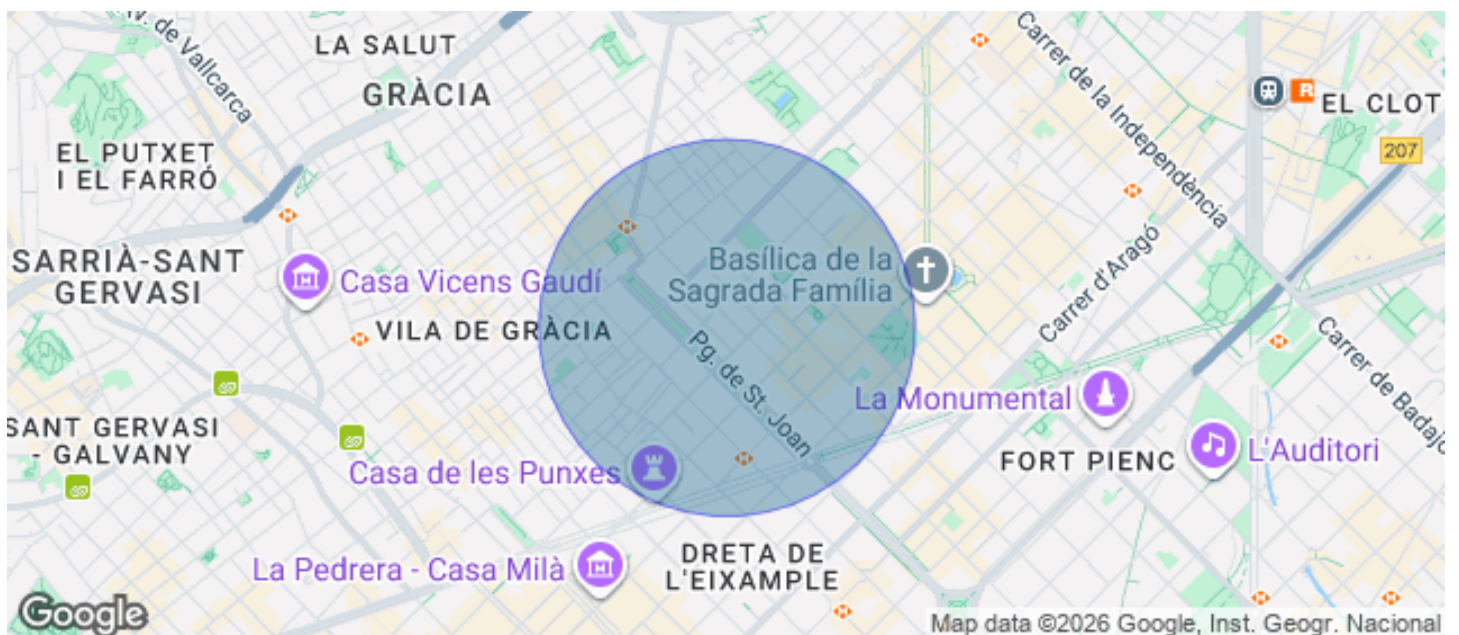 Av. de Vallcarca
LA SALUT
GRÀCIA
EL PUTXET
I EL FARRÓ
SARRIÀ-SANT
GERVASI
Casa Vicens Gaudí
VILA DE GRÀCIA
SANT GERVASI
- GALVANY
Basílica de la
Sagrada Família
Pg. de St. Joan
Casa de les Punxes
La Pedrera - Casa Milà
DRETA DE
L'EIXAMPLE
Carrer de la Independència
R
EL CLOT
207
Carrer d'Aragó
La Monumental
FORT PIENC
L'Auditori
Carrer de Badajo
Google
Map data ©2026 Google, Inst. Geogr. Nacional